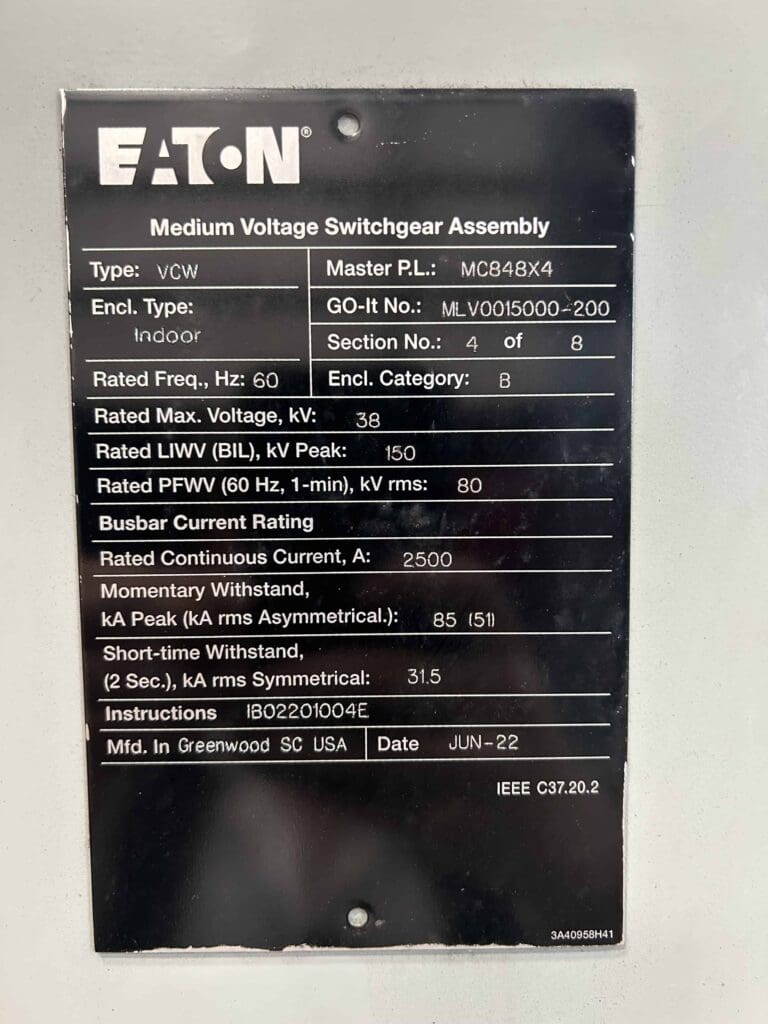 EATON®
Medium Voltage Switchgear Assembly
Type: VCW
Master P.L.: MC848X4
Encl. Type:
Indoor
GO-It No.: MLV0015000-200
Section No.: 4 of 8
Rated Freq., Hz: 60
Encl. Category: B
Rated Max. Voltage, kV: 38
Rated LIWV (BIL), kV Peak: 150
Rated PFWV (60 Hz, 1-min), kV rms: 80
Busbar Current Rating
Rated Continuous Current, A: 2500
Momentary Withstand,
kA Peak (kA rms Asymmetrical.): 85 (51)
Short-time Withstand,
(2 Sec.), kA rms Symmetrical: 31.5
Instructions IB02201004E
Mfd. In Greenwood SC USA Date JUN-22
IEEE C37.20.2
3A40958H41